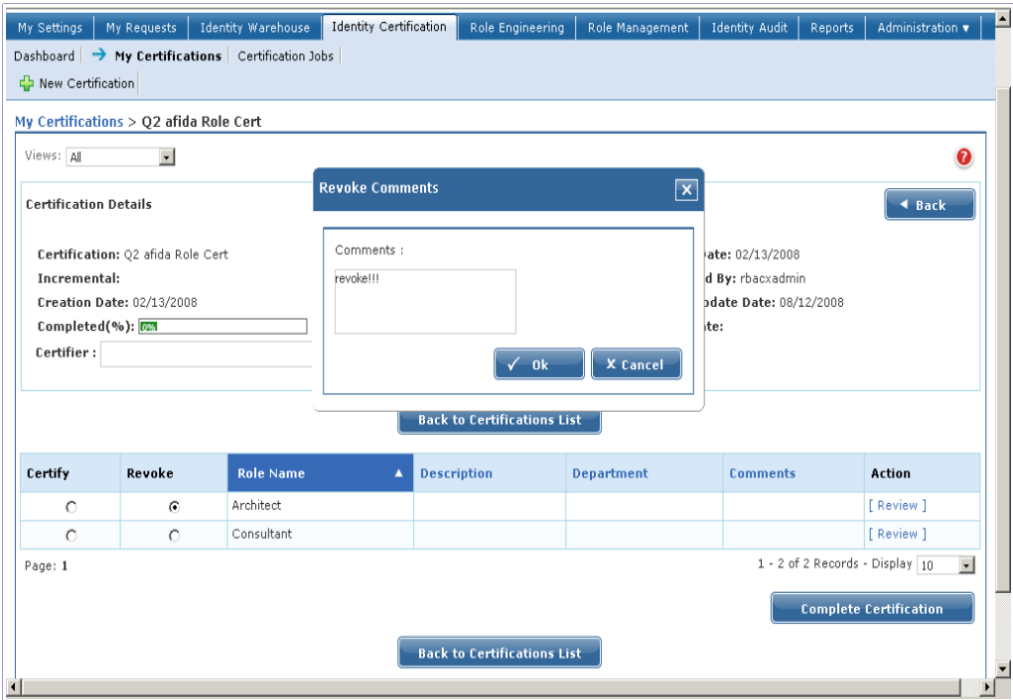 My Settings My Requests Identity Warehouse Identity Certification Role Engineering Role Management Identity Audit Reports Administration ▾
Dashboard My Certifications Certification Jobs
New Certification
My Certifications > Q2 afida Role Cert
Views: All
?
Revoke Comments X
Certification Details
Back
Comments :
revoke!!!
Certification: Q2 afida Role Cert
ate: 02/13/2008
Incremental:
d By: rbacxadmin
Creation Date: 02/13/2008
pdate Date: 08/12/2008
Completed(%): 0%
ate:
Certifier :
Ok X Cancel
Back to Certifications List
Certify Revoke Role Name ▲ Description Department Comments Action
Architect [ Review ]
Consultant [ Review ]
Page: 1
1 - 2 of 2 Records - Display 10
Complete Certification
Back to Certifications List